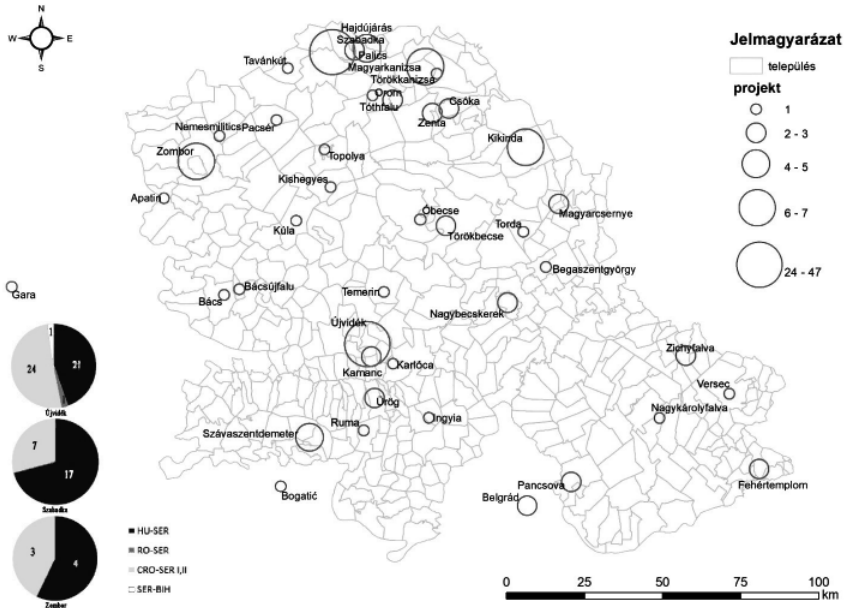 N
W E
S
Hajdújárás
Szabadka
Palics
Tavánkút
Magyarkanizsa
Törökkanizsa
Orom
Tóthfalu
Csóka
Zenta
Nemesmilitics
Pacsér
Zombor
Topolya
Kikinda
Kishegyes
Apatin
Óbecse
Magyarcsernye
Kúla
Törökbecse
Torda
Begaszentgyörgy
Gara
Bácsújfalu
Bács
Temerin
Nagybecskerek
Újvidék
Kamanc
Karlóca
Zichyfalva
Versec
Nagykárolyfalva
Ürög
Szávaszentdemeter
Ruma
Ingyia
Bogatić
Pancsova
Belgrád
Fehértemplom
Jelmagyarázat
település
projekt
1
2 - 3
4 - 5
6 - 7
24 - 47
1
24 21
Újvidék
7
17
Szabadka
3
4
Zombor
HU-SER
RO-SER
CRO-SER I,II
SER-BIH
0 25 50 75 100
km